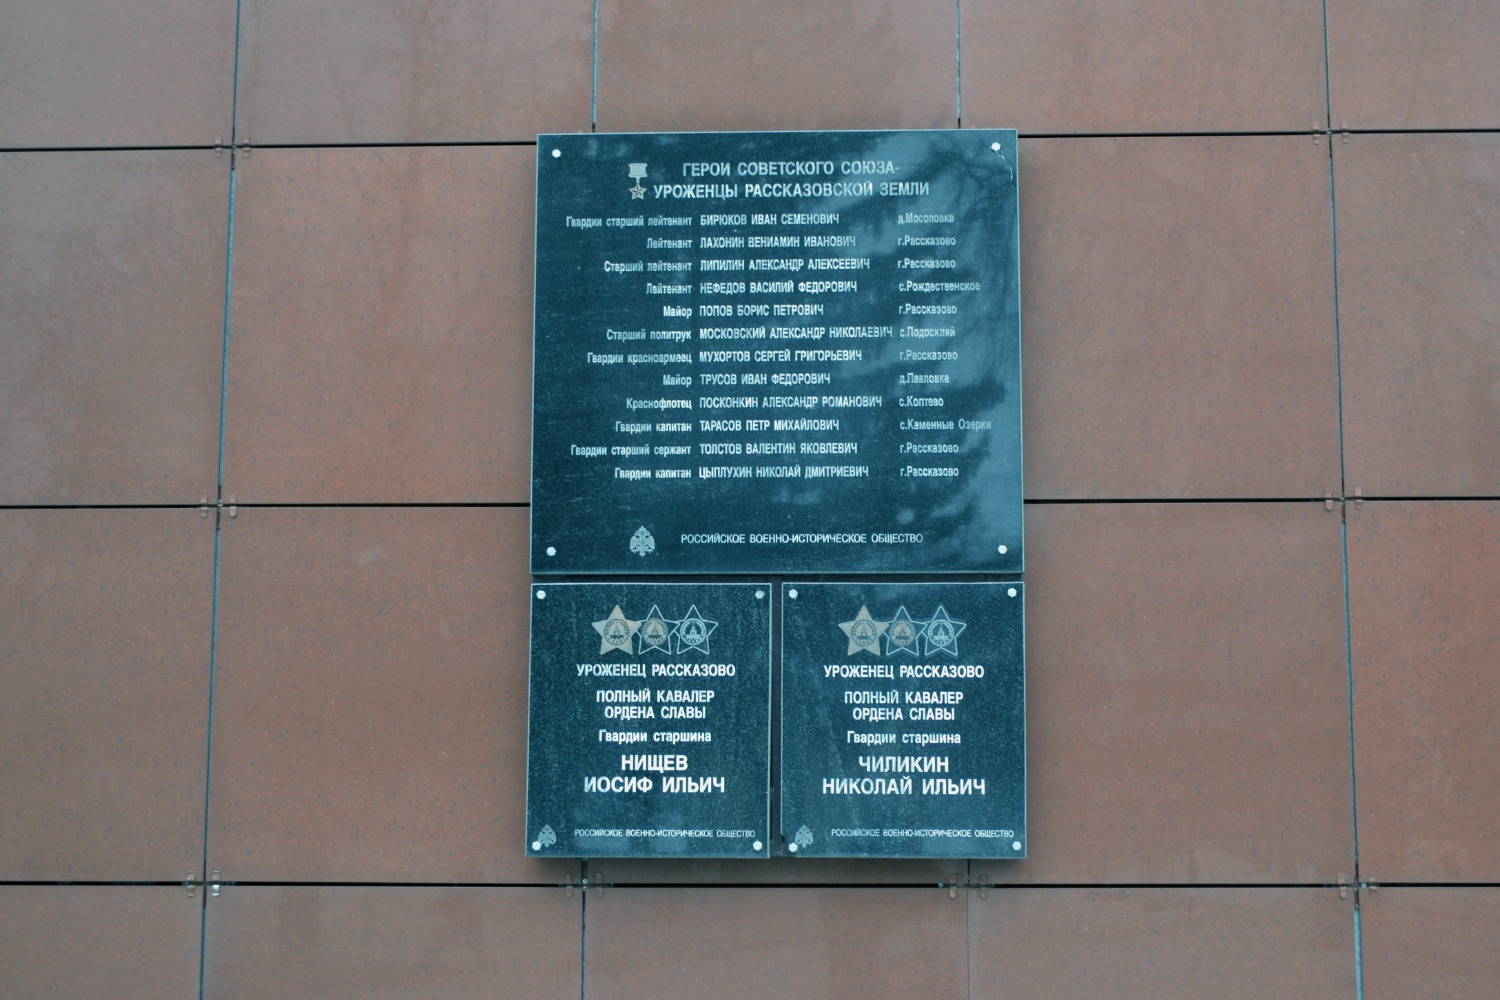 ГЕРОИ СОВЕТСКОГО СОЮЗА-
УРОЖЕНЦЫ РАССКАЗОВСКОЙ ЗЕМЛИ
Гвардии старший лейтенант БИРЮКОВ ИВАН СЕМЕНОВИЧ д.Мосоловка
Лейтенант ЛАХОНИН ВЕНИАМИН ИВАНОВИЧ г.Рассказово
Старший лейтенант ЛИПИЛИН АЛЕКСАНДР АЛЕКСЕЕВИЧ г.Рассказово
Лейтенант НЕФЕДОВ ВАСИЛИЙ ФЕДОРОВИЧ с.Рождественское
Майор ПОПОВ БОРИС ПЕТРОВИЧ г.Рассказово
Старший политрук МОСКОВСКИЙ АЛЕКСАНДР НИКОЛАЕВИЧ с.Подоскляй
Гвардии красноармеец МУХОРТОВ СЕРГЕЙ ГРИГОРЬЕВИЧ г.Рассказово
Майор ТРУСОВ ИВАН ФЕДОРОВИЧ д.Павловка
Краснофлотец ПОСКОНКИН АЛЕКСАНДР РОМАНОВИЧ с.Коптево
Гвардии капитан ТАРАСОВ ПЕТР МИХАЙЛОВИЧ с.Каменные Озерки
Гвардии старший сержант ТОЛСТОВ ВАЛЕНТИН ЯКОВЛЕВИЧ г.Рассказово
Гвардии капитан ЦЫПЛУХИН НИКОЛАЙ ДМИТРИЕВИЧ г.Рассказово
РОССИЙСКОЕ ВОЕННО-ИСТОРИЧЕСКОЕ ОБЩЕСТВО
УРОЖЕНЕЦ РАССКАЗОВО
ПОЛНЫЙ КАВАЛЕР
ОРДЕНА СЛАВЫ
Гвардии старшина
НИЩЕВ
ИОСИФ ИЛЬИЧ
РОССИЙСКОЕ ВОЕННО-ИСТОРИЧЕСКОЕ ОБЩЕСТВО
УРОЖЕНЕЦ РАССКАЗОВО
ПОЛНЫЙ КАВАЛЕР
ОРДЕНА СЛАВЫ
Гвардии старшина
ЧИЛИКИН
НИКОЛАЙ ИЛЬИЧ
РОССИЙСКОЕ ВОЕННО-ИСТОРИЧЕСКОЕ ОБЩЕСТВО